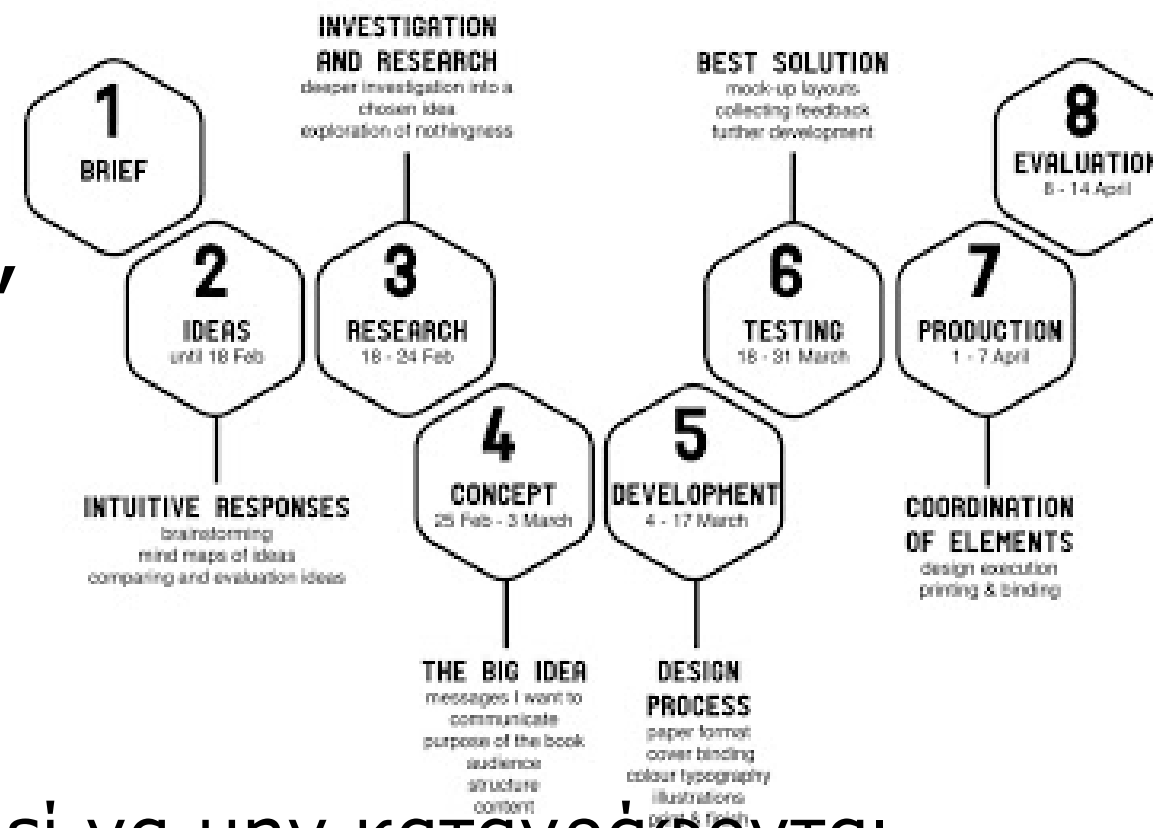 1
BRIEF
2
IDEAS
until 18 Feb
INTUITIVE RESPONSES
brainstorming
mind maps of ideas
comparing and evaluation ideas
INVESTIGATION
AND RESEARCH
deeper investigation into a
chosen idea
exploration of nothingness
3
RESEARCH
18 - 24 Feb
4
CONCEPT
25 Feb - 3 March
THE BIG IDEA
messages I want to
communicate
purpose of the book
audience
structure
content
5
DEVELOPMENT
4 - 17 March
DESIGN
PROCESS
paper format
cover binding
colour typography
illustrations
print & finish
BEST SOLUTION
mock-up layouts
collecting feedback
further development
6
TESTING
18 - 31 March
7
PRODUCTION
1 - 7 April
COORDINATION
OF ELEMENTS
design execution
printing & binding
8
EVALUATION
8 - 14 April
να μην καταγράφονται